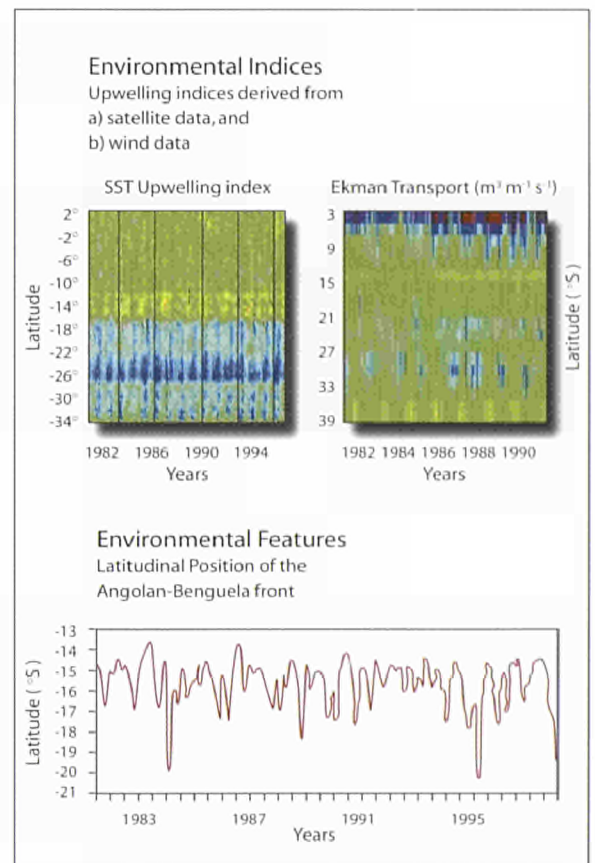 Environmental Indices
Upwelling indices derived from
a) satellite data, and
b) wind data
SST Upwelling index
Latitude
2°
-2°
-6°
-10°
-14°
-18°
-22°
-26°
-30°
-34°
1982 1986 1990 1994
Years
Ekman Transport (m³ m⁻¹ s⁻¹)
3
9
15
21
27
33
39
Latitude ( °S)
1982 1984 1986 1988 1990
Years
Environmental Features
Latitudinal Position of the
Angolan-Benguela front
Latitude ( °S)
-13
-14
-15
-16
-17
-18
-19
-20
-21
1983 1987 1991 1995
Years